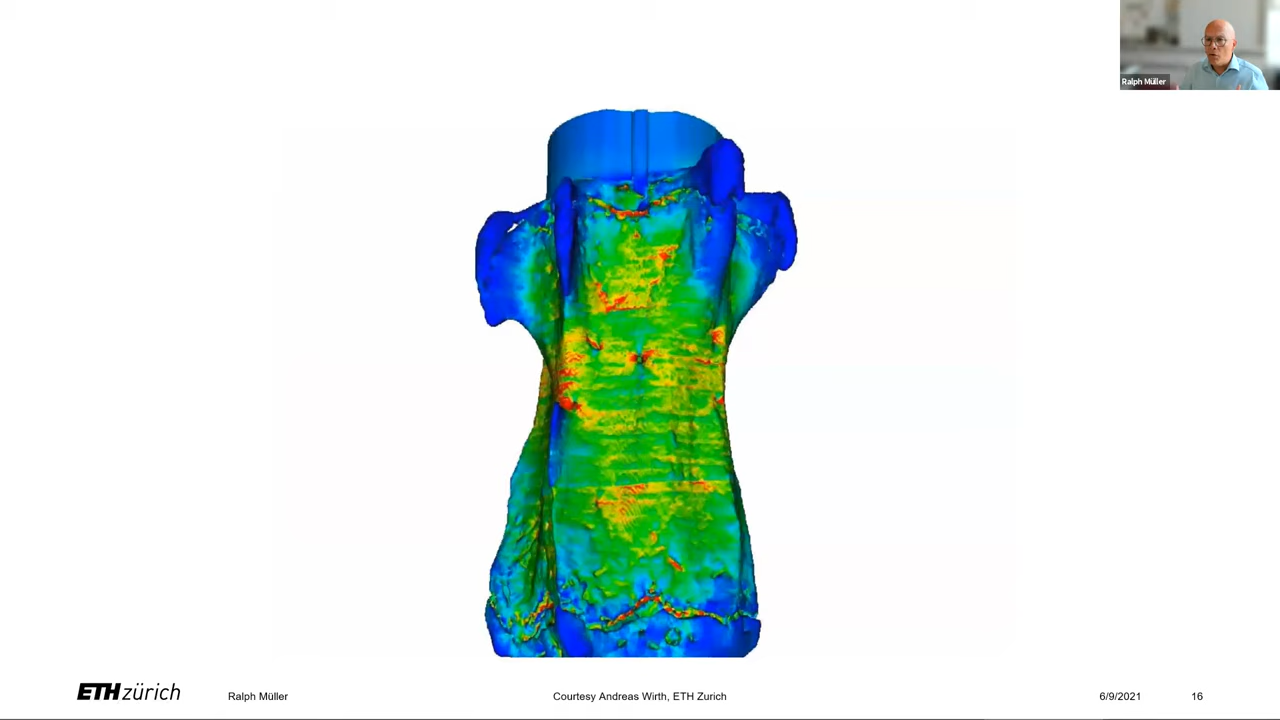 Ralph Müller
ETH zürich
Ralph Müller
Courtesy Andreas Wirth, ETH Zurich
6/9/2021
16